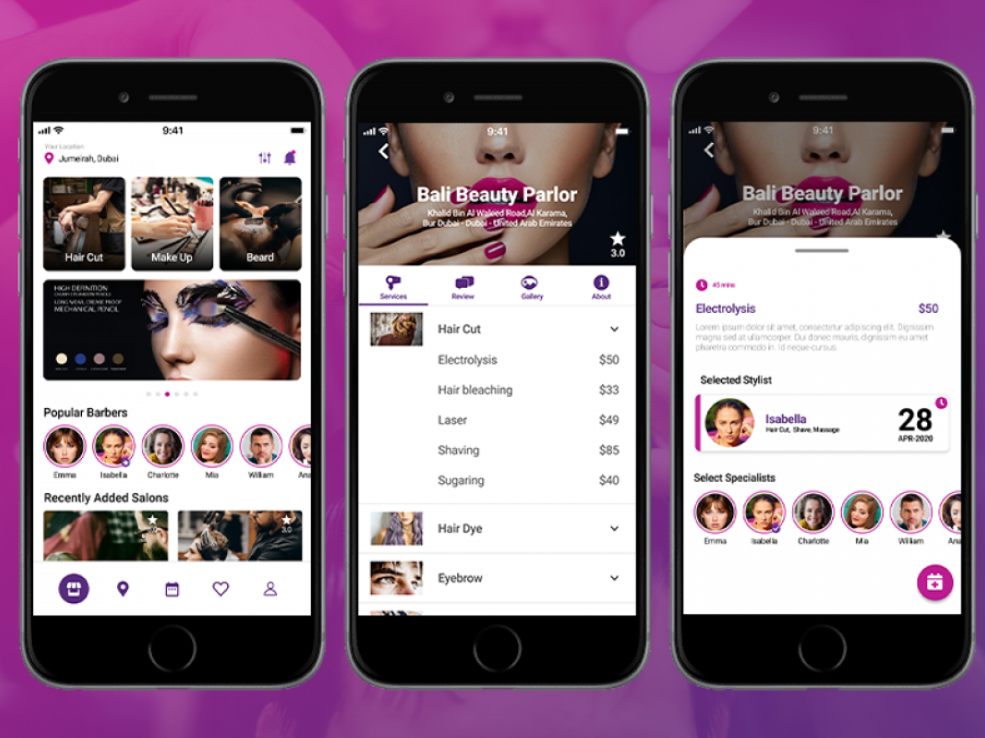 9:41
Your Location
Jumeirah, Dubai
Hair Cut
Make Up
Beard
HIGH DEFINITION
LONG WEAR, CREASE PROOF
MECHANICAL PENCIL
Popular Barbers
Emma
Isabella
Charlotte
Mia
William
Ana
Recently Added Salons
3.0
9:41
Bali Beauty Parlor
Khalid Bin Al Waleed Road,Al Karama,
Bur Dubai - Dubai - United Arab Emirates
3.0
Services
Review
Gallery
About
Hair Cut
Electrolysis $50
Hair bleaching $33
Laser $49
Shaving $85
Sugaring $40
Hair Dye
Eyebrow
9:41
Bali Beauty Parlor
Khalid Bin Al Waleed Road,Al Karama,
Bur Dubai - Dubai - United Arab Emirates
45 mins
Electrolysis $50
Lorem ipsum dolor sit amet, consectetur adipiscing elit. Dignissim
magna sed at ullamcorper. Dui donec mauris, dignissim eu amet
pharetra commodo in. Id neque cursus.
Selected Stylist
Isabella
Hair Cut, Shave, Massage
28
APR-2020
Select Specialists
Emma
Isabella
Charlotte
Mia
William
Ana